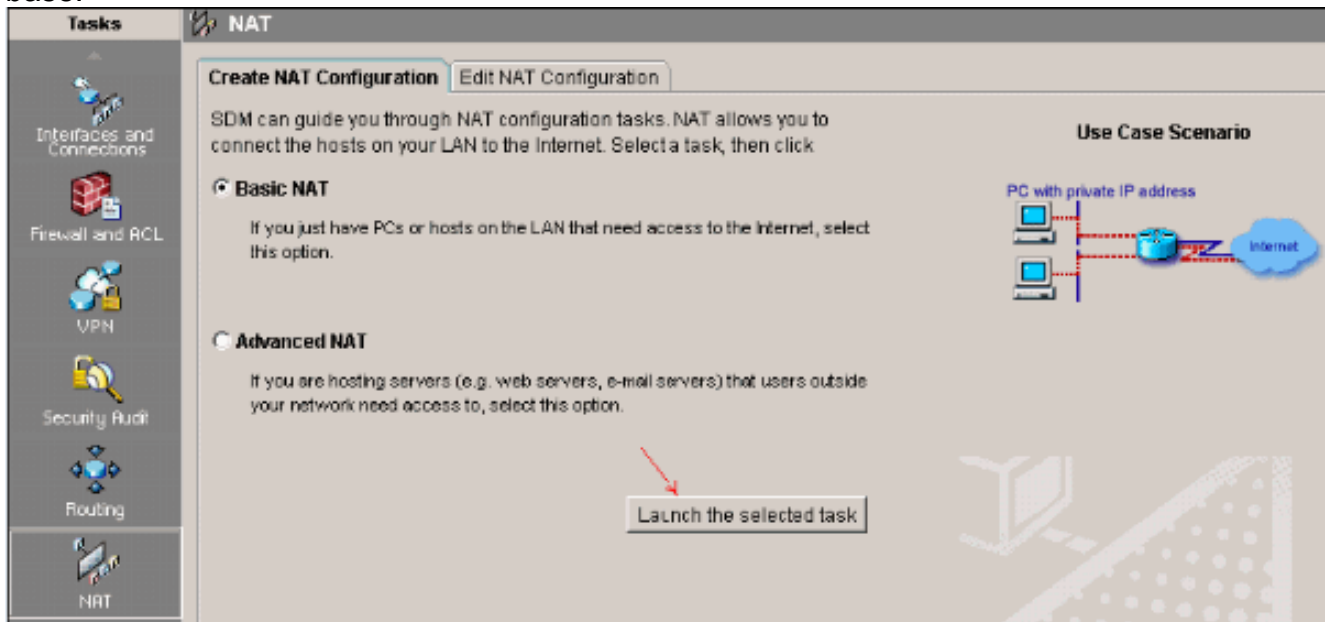 Tasks
NAT
Create NAT Configuration
Edit NAT Configuration
SDM can guide you through NAT configuration tasks. NAT allows you to
connect the hosts on your LAN to the Internet. Select a task, then click
Use Case Scenario
Basic NAT
If you just have PCs or hosts on the LAN that need access to the Internet, select
this option.
PC with private IP address
Internet
Advanced NAT
If you are hosting servers (e.g. web servers, e-mail servers) that users outside
your network need access to, select this option.
Launch the selected task
Interfaces and
Connections
Firewall and ACL
VPN
Security Audit
Routing
NAT